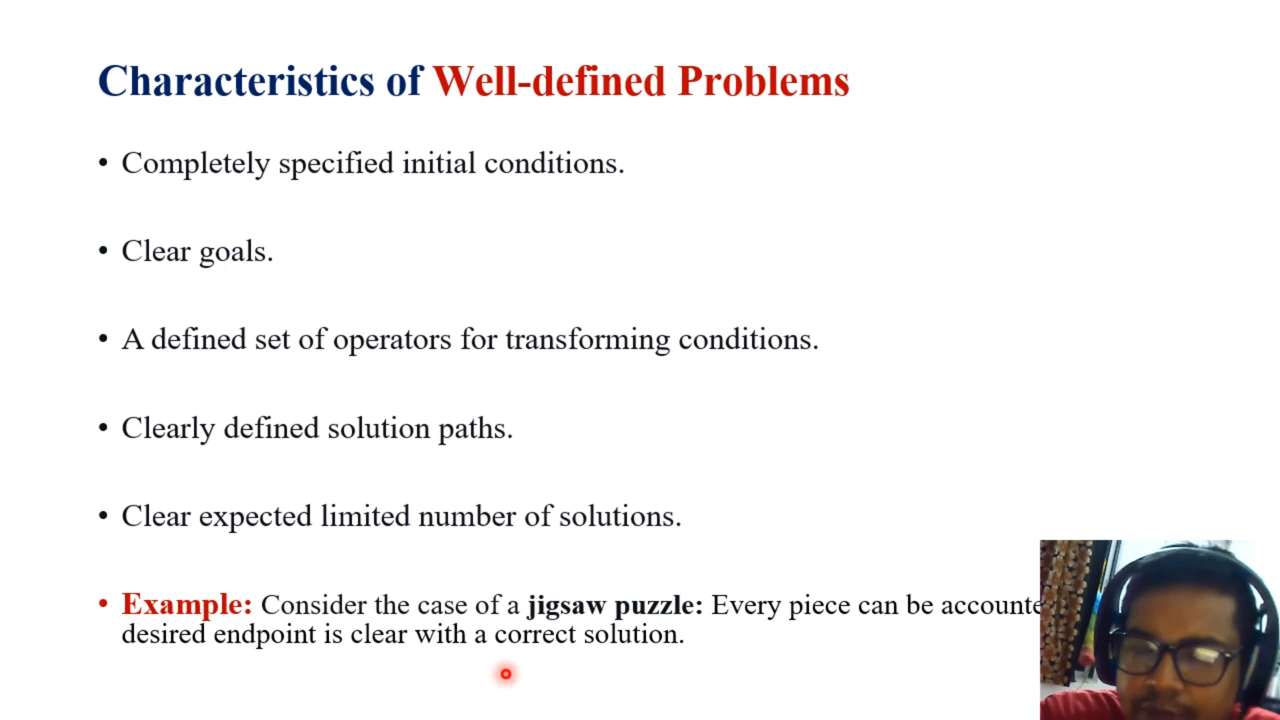 Characteristics of Well-defined Problems
• Completely specified initial conditions.
• Clear goals.
• A defined set of operators for transforming conditions.
• Clearly defined solution paths.
• Clear expected limited number of solutions.
• Example: Consider the case of a jigsaw puzzle: Every piece can be
desired endpoint is clear with a correct solution.